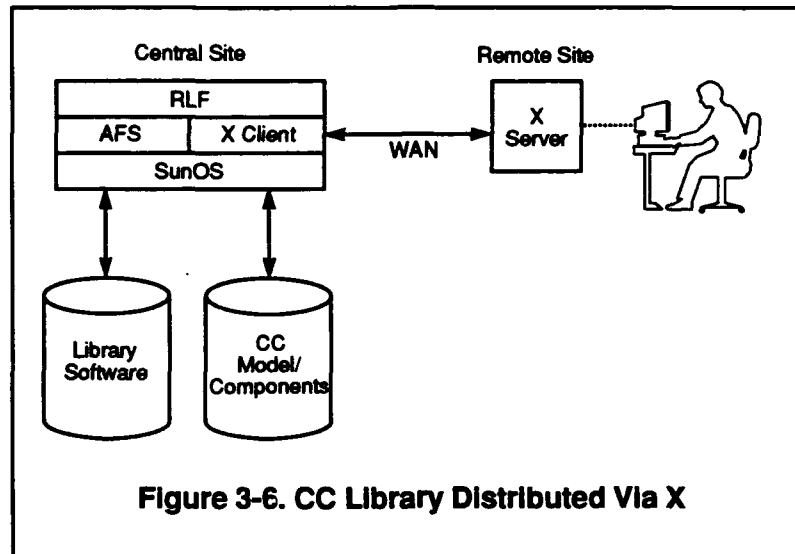 Central Site
Remote Site
RLF
AFS
X Client
SunOS
WAN
X
Server
Library
Software
CC
Model/
Components
Figure 3-6. CC Library Distributed Via X